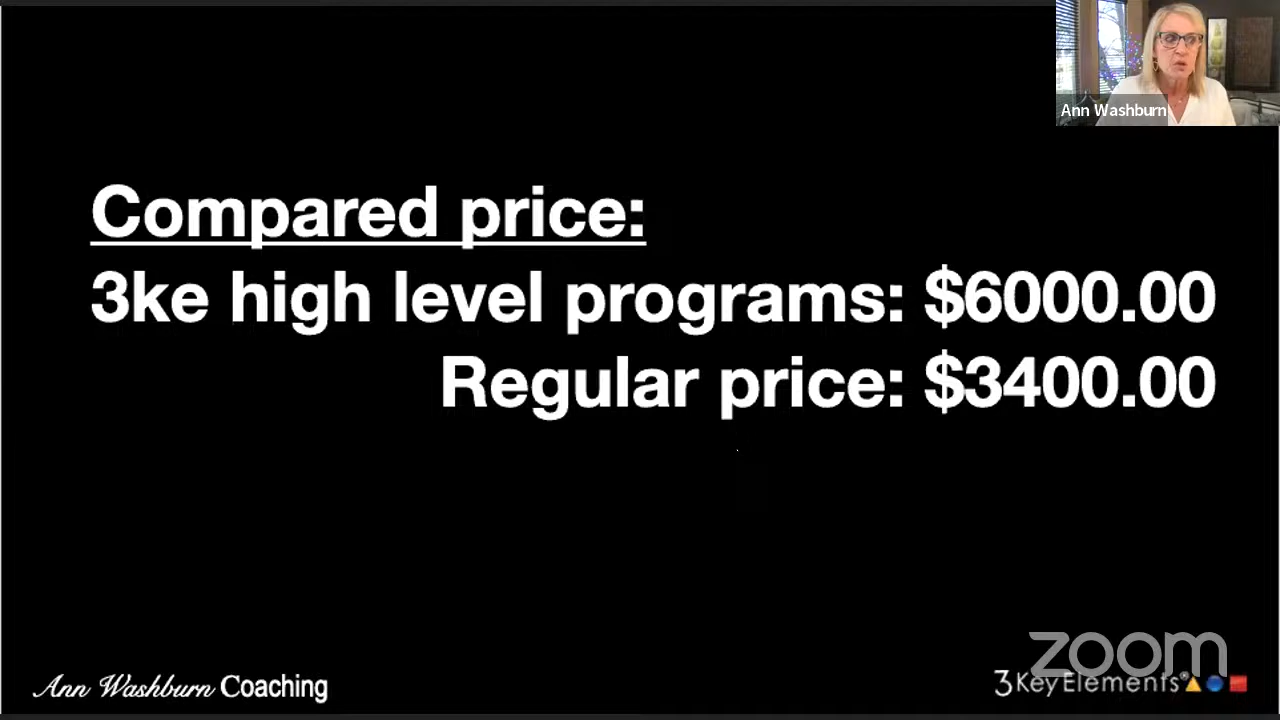 Ann Washburn
Compared price:
3ke high level programs: $6000.00
Regular price: $3400.00
zoom
Ann Washburn Coaching
3 Key Elements®